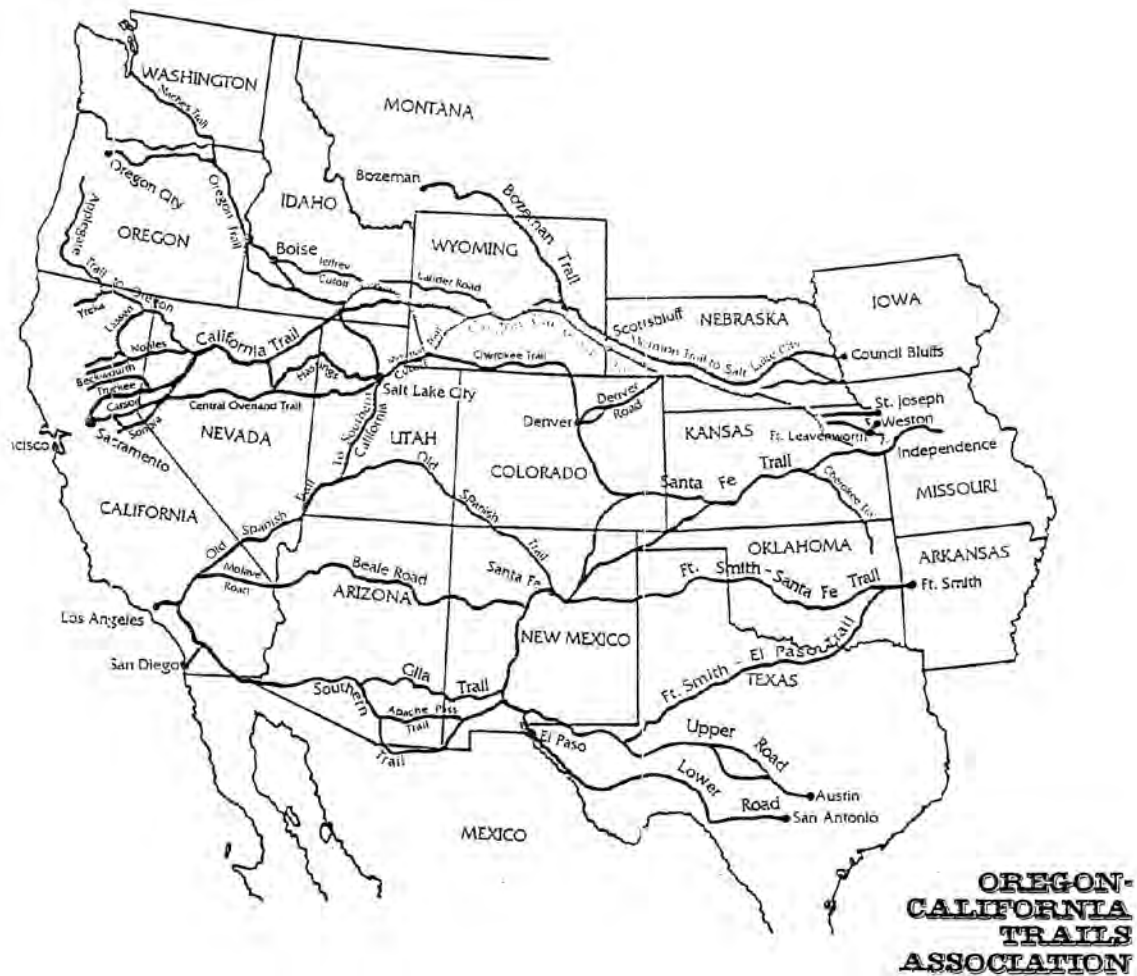 WASHINGTON
Naches Trail
MONTANA
Oregon City
Oregon Trail
Bozeman
Bozeman Trail
IDAHO
Applegate
OREGON
Boise
WYOMING
Cutoff
Lander Road
Trail to Oregon
IOWA
Scottsbluff
NEBRASKA
Mormon Trail to Salt Lake City
Yreka
Lassen
Nobles
California Trail
Council Bluffs
Beckwourth
Truckee
Carson
Sonora
Hastings
Cutoff
Cherokee Trail
Central Overland Trail
Salt Lake City
Denver
Denver
Road
St. Joseph
Weston
KANSAS
Ft. Leavenworth
Independence
ncisco
Sacramento
NEVADA
To Southern
California
UTAH
COLORADO
Santa Fe Trail
MISSOURI
CALIFORNIA
Old Spanish Trail
Old Spanish Trail
OKLAHOMA
ARKANSAS
Mojave
Road
Beale Road
Santa Fe
Ft. Smith - Santa Fe Trail
Ft. Smith
ARIZONA
Los Angeles
NEW MEXICO
San Diego
Gila Trail
Southern
Trail
Apache Pass
Trail
Ft. Smith - El Paso Trail
TEXAS
El Paso
Upper Road
Lower Road
Austin
San Antonio
MEXICO
OREGON-
CALIFORNIA
TRAILS
ASSOCIATION